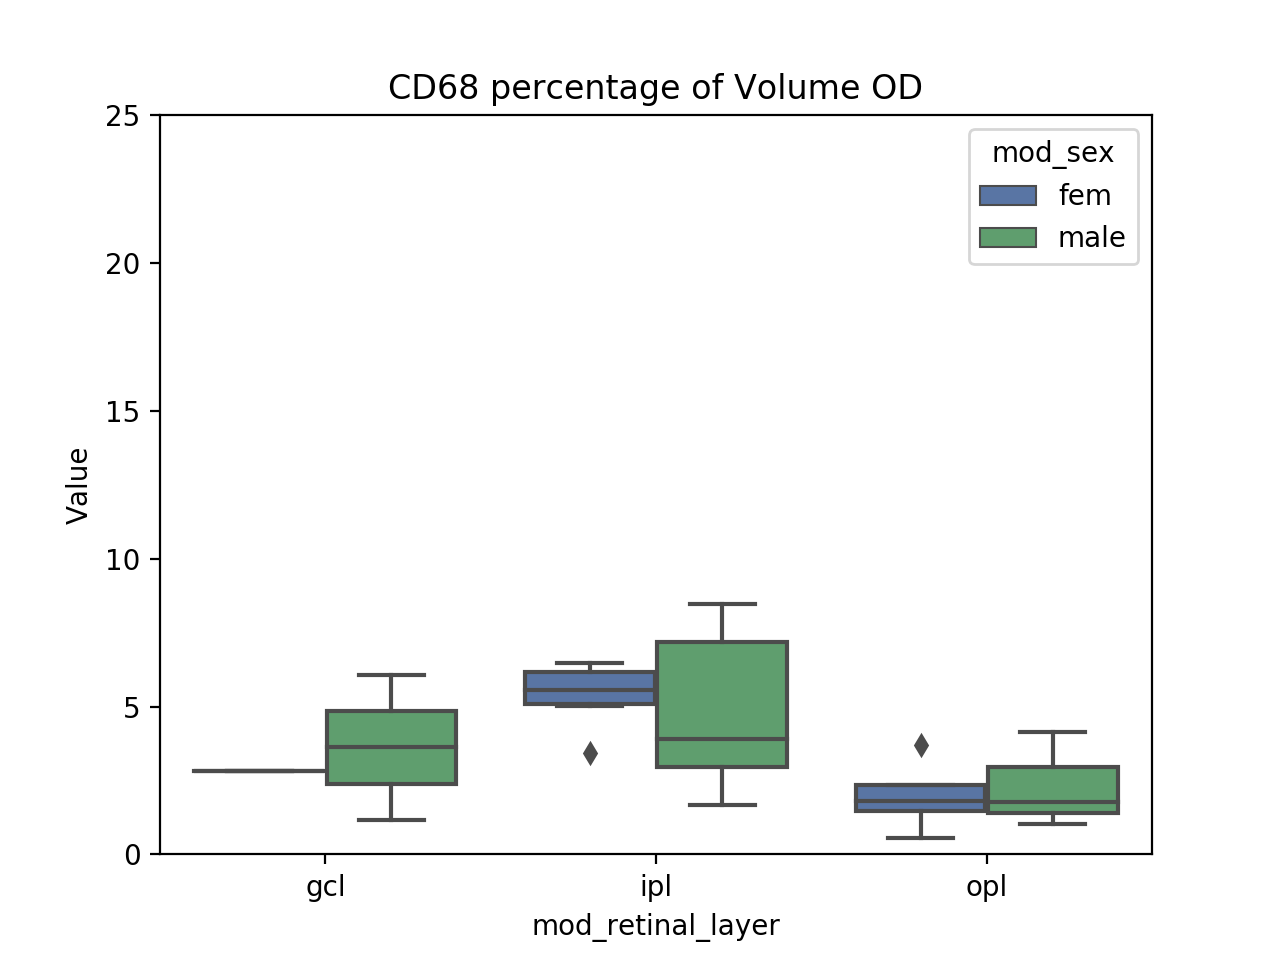 CD68 percentage of Volume OD
25
20
15
10
5
0
Value
mod_sex
fem
male
gcl
ipl
opl
mod_retinal_layer